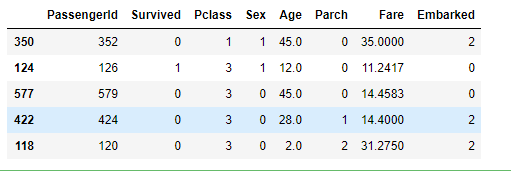 PassengerId Survived Pclass Sex Age Parch Fare Embarked
350 352 0 1 1 45.0 0 35.0000 2
124 126 1 3 1 12.0 0 11.2417 0
577 579 0 3 0 45.0 0 14.4583 0
422 424 0 3 0 28.0 1 14.4000 2
118 120 0 3 0 2.0 2 31.2750 2